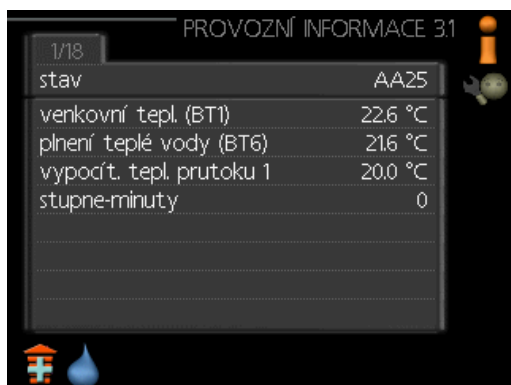 PROVOZNÍ INFORMACE 3.1
1/18
stav AA25
venkovní tepl. (BT1) 22.6 °C
plnení teplé vody (BT6) 21.6 °C
vypocít. tepl. prutoku 1 20.0 °C
stupne-minuty 0